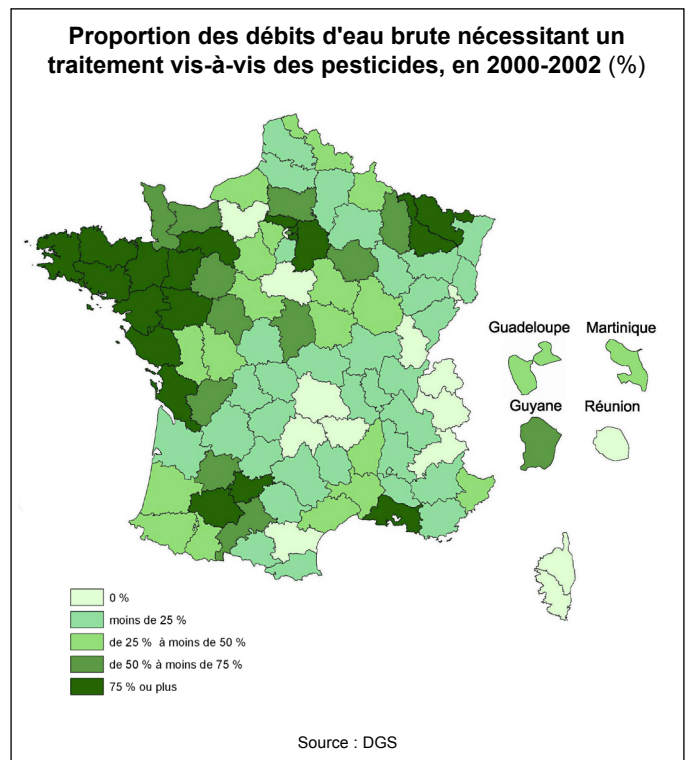 Proportion des débits d'eau brute nécessitant un
traitement vis-à-vis des pesticides, en 2000-2002 (%)
Guadeloupe
Martinique
Guyane
Réunion
0 %
moins de 25 %
de 25 % à moins de 50 %
de 50 % à moins de 75 %
75 % ou plus
Source : DGS